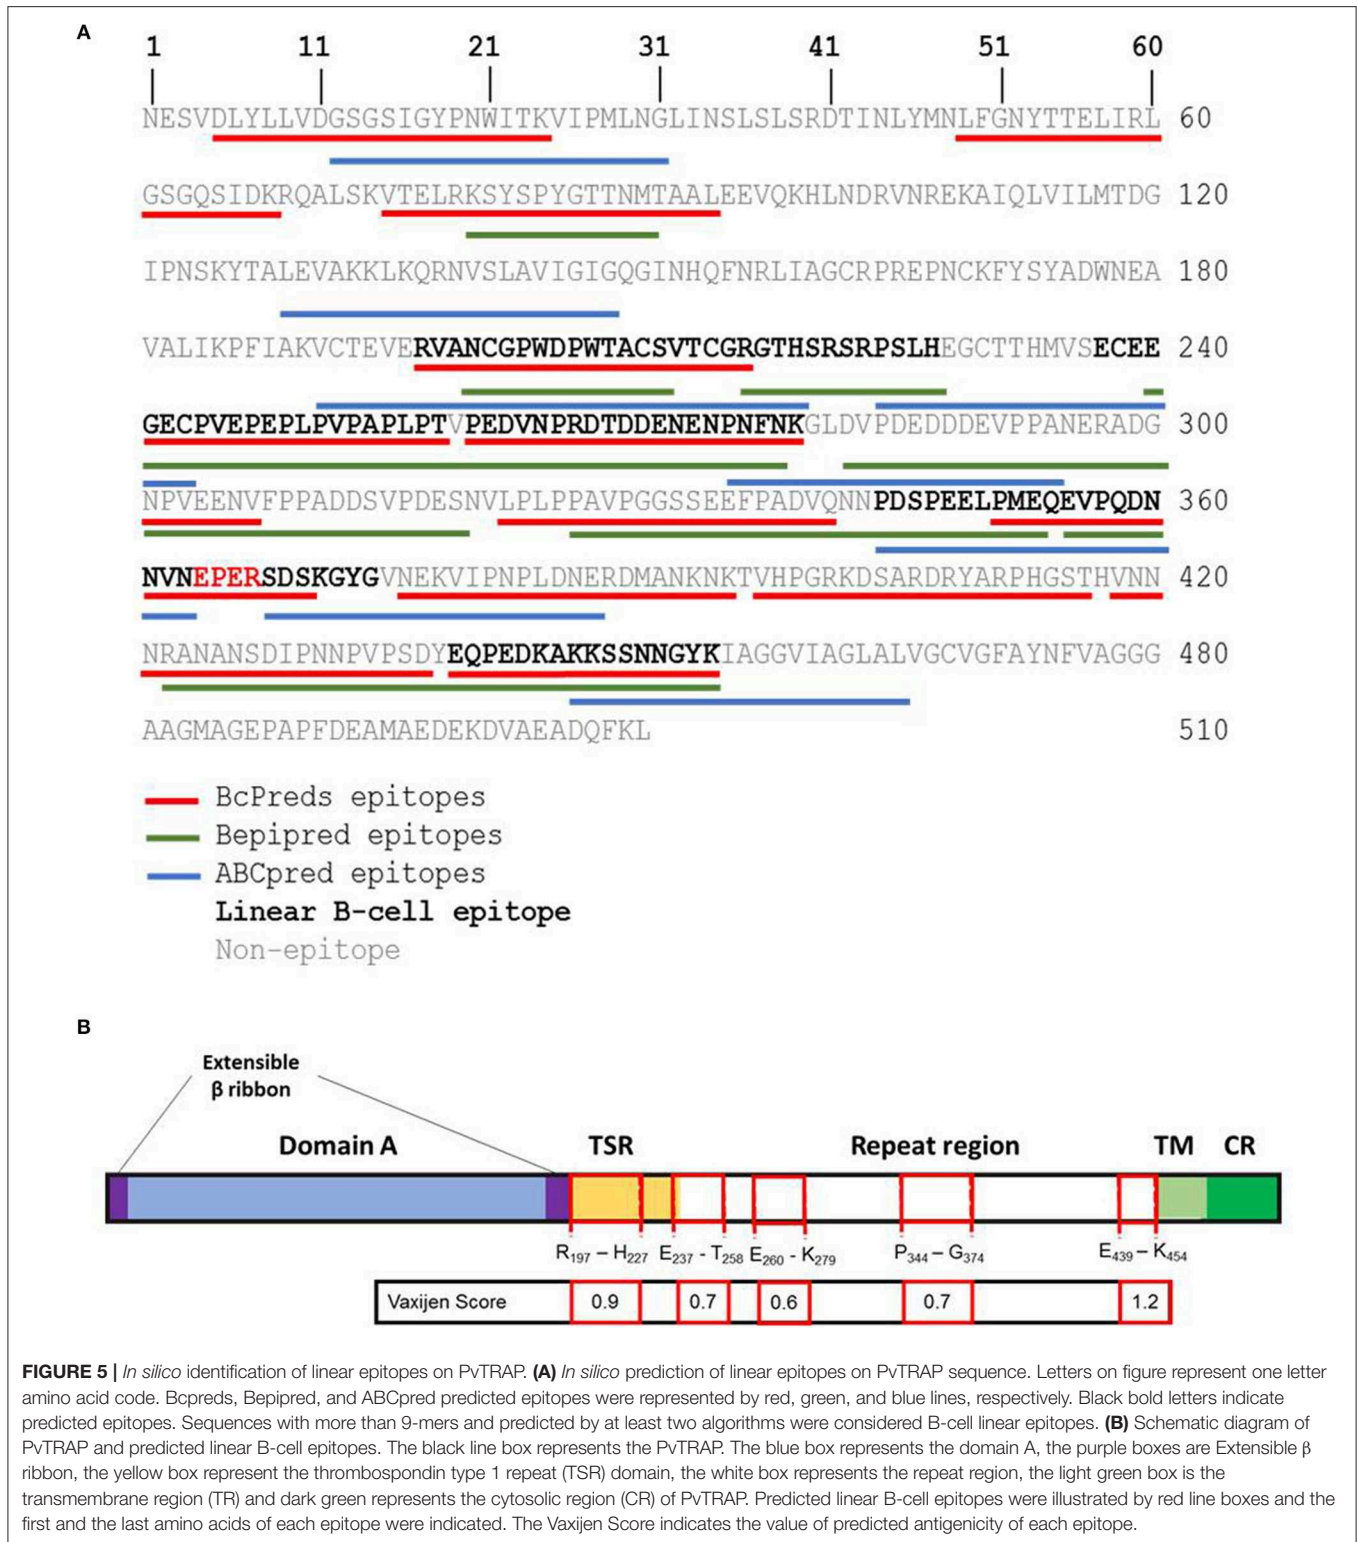 A
1 11 21 31 41 51 60
NESVDLYLLVDGSGSIGYPNWITKVIPMLNGLINSLSLSRDTINLYMNLFGNYTTELIRL 60
GSGQSIDKRQALSKVTELRKSYSPYGTTNMTAALEEVQKHLNDRVNREKAIQLVILMTDG 120
IPNSKYTALEVAKKLKQRNVSLAVIGIGQGINHQFNRLIAGCRPREPNCKFYSYADWNEA 180
VALIKPFIAKVCTEVERVANCGPWDPWTACSVTCGRGTHSRSRPSLHEGCTTHMVSECEE 240
GECPVEPEPLPVPAPLPTVPEDVNPRDTDDENENPNFNKGLDVPDEDDDEVPPANERADG 300
NPVEENVFPPADDSVPDESNVLPLPPAVPGGSSEEFPADVQNNPDSPEELPMEQEVPQDN 360
NVNEPERSDSKGYGVNEKVIPNPLDNERDMANKNKTVHPGRKDSARDRYARPHGSTHVNN 420
NRANANSDIPNNPVPSDYEQPEDKAKKSSNNGYKIAGGVIAGLALVGCVGFAYNFVAGGG 480
AAGMAGEPAPFDEAMAEDEKDVAEADQFKL 510
BcPreds epitopes
Bepipred epitopes
ABCpred epitopes
Linear B-cell epitope
Non-epitope
B
Extensible
β ribbon
Domain A TSR Repeat region TM CR
R197 – H227 E237 - T258 E260 - K279 P344 – G374 E439 – K454
Vaxijen Score 0.9 0.7 0.6 0.7 1.2
FIGURE 5 | In silico identification of linear epitopes on PvTRAP. (A) In silico prediction of linear epitopes on PvTRAP sequence. Letters on figure represent one letter
amino acid code. Bcpreds, Bepipred, and ABCpred predicted epitopes were represented by red, green, and blue lines, respectively. Black bold letters indicate
predicted epitopes. Sequences with more than 9-mers and predicted by at least two algorithms were considered B-cell linear epitopes. (B) Schematic diagram of
PvTRAP and predicted linear B-cell epitopes. The black line box represents the PvTRAP. The blue box represents the domain A, the purple boxes are Extensible β
ribbon, the yellow box represent the thrombospondin type 1 repeat (TSR) domain, the white box represents the repeat region, the light green box is the
transmembrane region (TR) and dark green represents the cytosolic region (CR) of PvTRAP. Predicted linear B-cell epitopes were illustrated by red line boxes and the
first and the last amino acids of each epitope were indicated. The Vaxijen Score indicates the value of predicted antigenicity of each epitope.